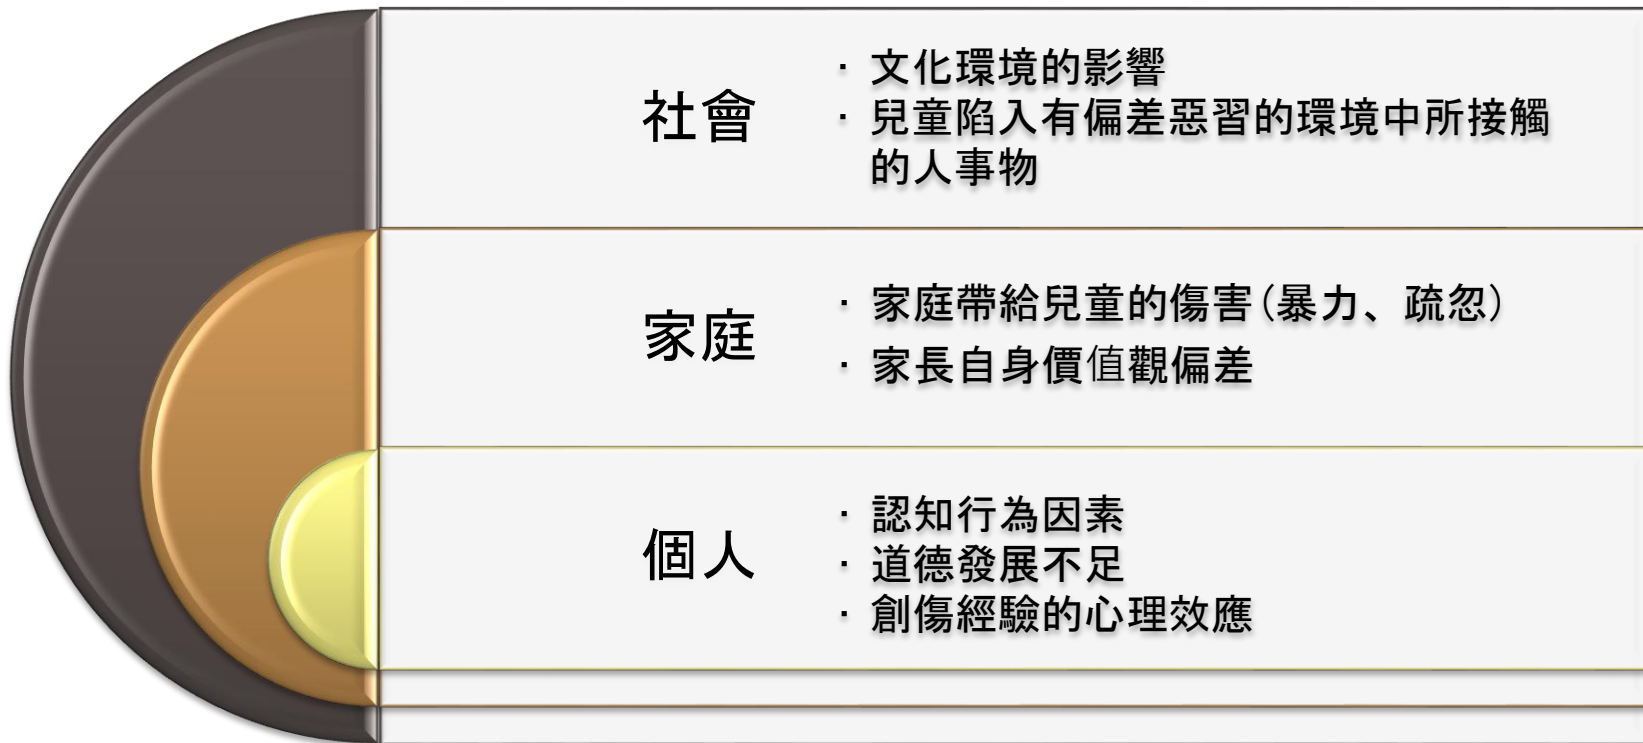 社會
· 文化環境的影響
· 兒童陷入有偏差惡習的環境中所接觸
的人事物
家庭
· 家庭帶給兒童的傷害(暴力、疏忽)
· 家長自身價值觀偏差
個人
· 認知行為因素
· 道德發展不足
· 創傷經驗的心理效應